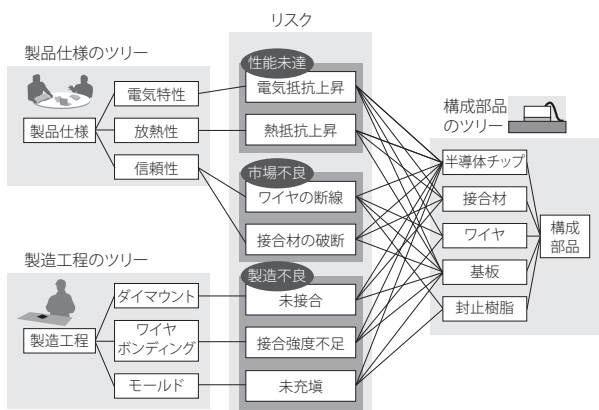 リスク
製品仕様のツリー
製品仕様
電気特性
放熱性
信頼性
製造工程のツリー
製造工程
ダイマウント
ワイヤ
ボンディング
モールド
性能未達
電気抵抗上昇
熱抵抗上昇
市場不良
ワイヤの断線
接合材の破断
製造不良
未接合
接合強度不足
未充塡
構成部品
のツリー
半導体チップ
接合材
ワイヤ
基板
封止樹脂
構成
部品